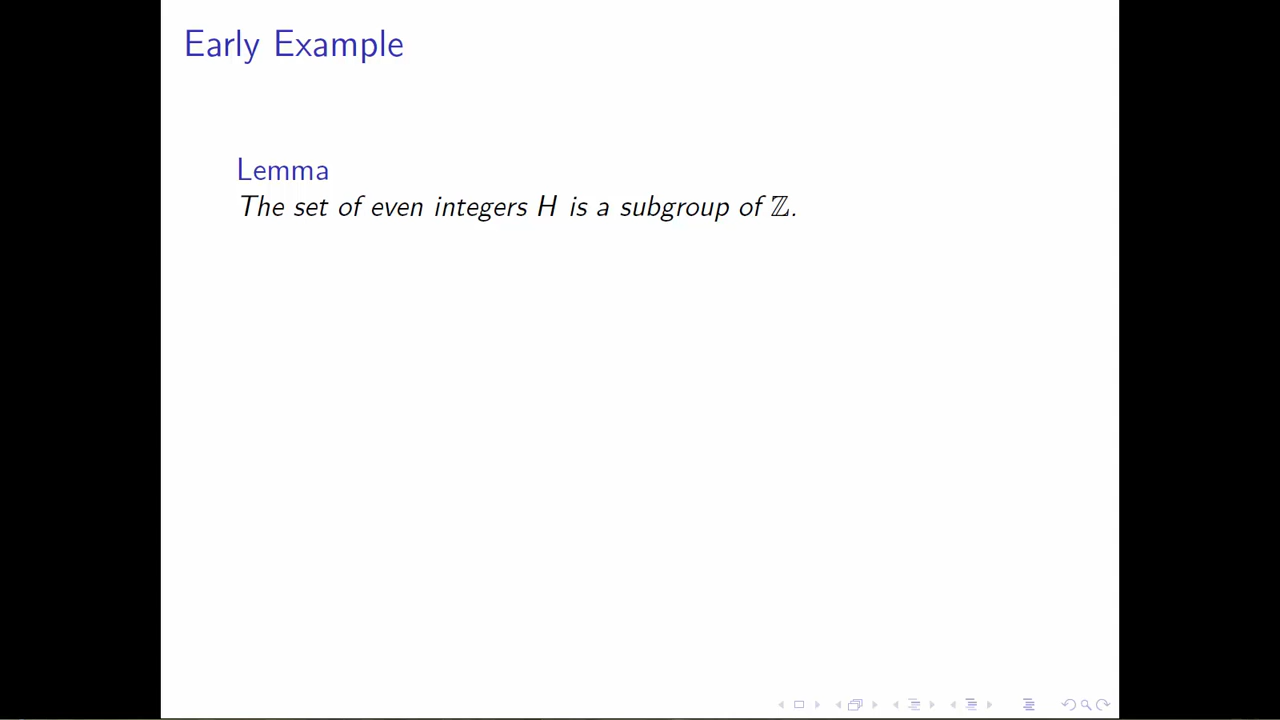 Early Example
Lemma
The set of even integers H is a subgroup of ℤ.